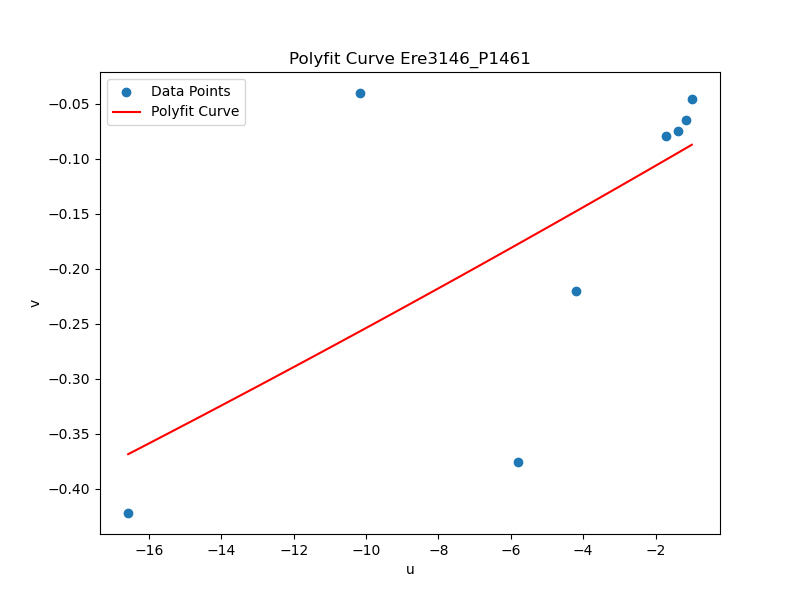 Polyfit Curve Ere3146_P1461
Data Points
Polyfit Curve
−0.05
−0.10
−0.15
−0.20
−0.25
−0.30
−0.35
−0.40
v
−16 −14 −12 −10 −8 −6 −4 −2
u